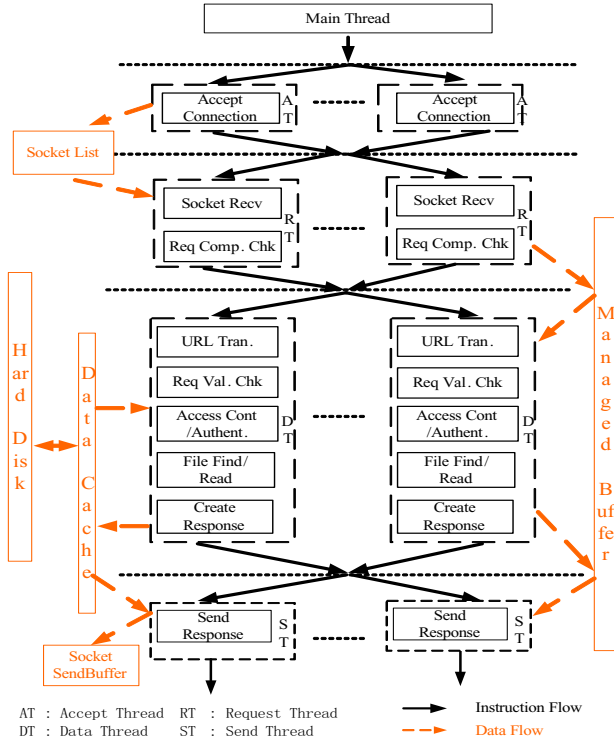 Main Thread
Accept
Connection
AT
Accept
Connection
AT
Socket List
Socket Recv
Req Comp. Chk
RT
Socket Recv
Req Comp. Chk
RT
Hard Disk
Data Cache
URL Tran.
Req Val. Chk
Access Cont
/Authent.
File Find/
Read
Create
Response
DT
URL Tran.
Req Val. Chk
Access Cont
/Authent.
File Find/
Read
Create
Response
DT
Managed Buffer
Send
Response
ST
Send
Response
ST
Socket
SendBuffer
AT : Accept Thread RT : Request Thread
DT : Data Thread ST : Send Thread
Instruction Flow
Data Flow